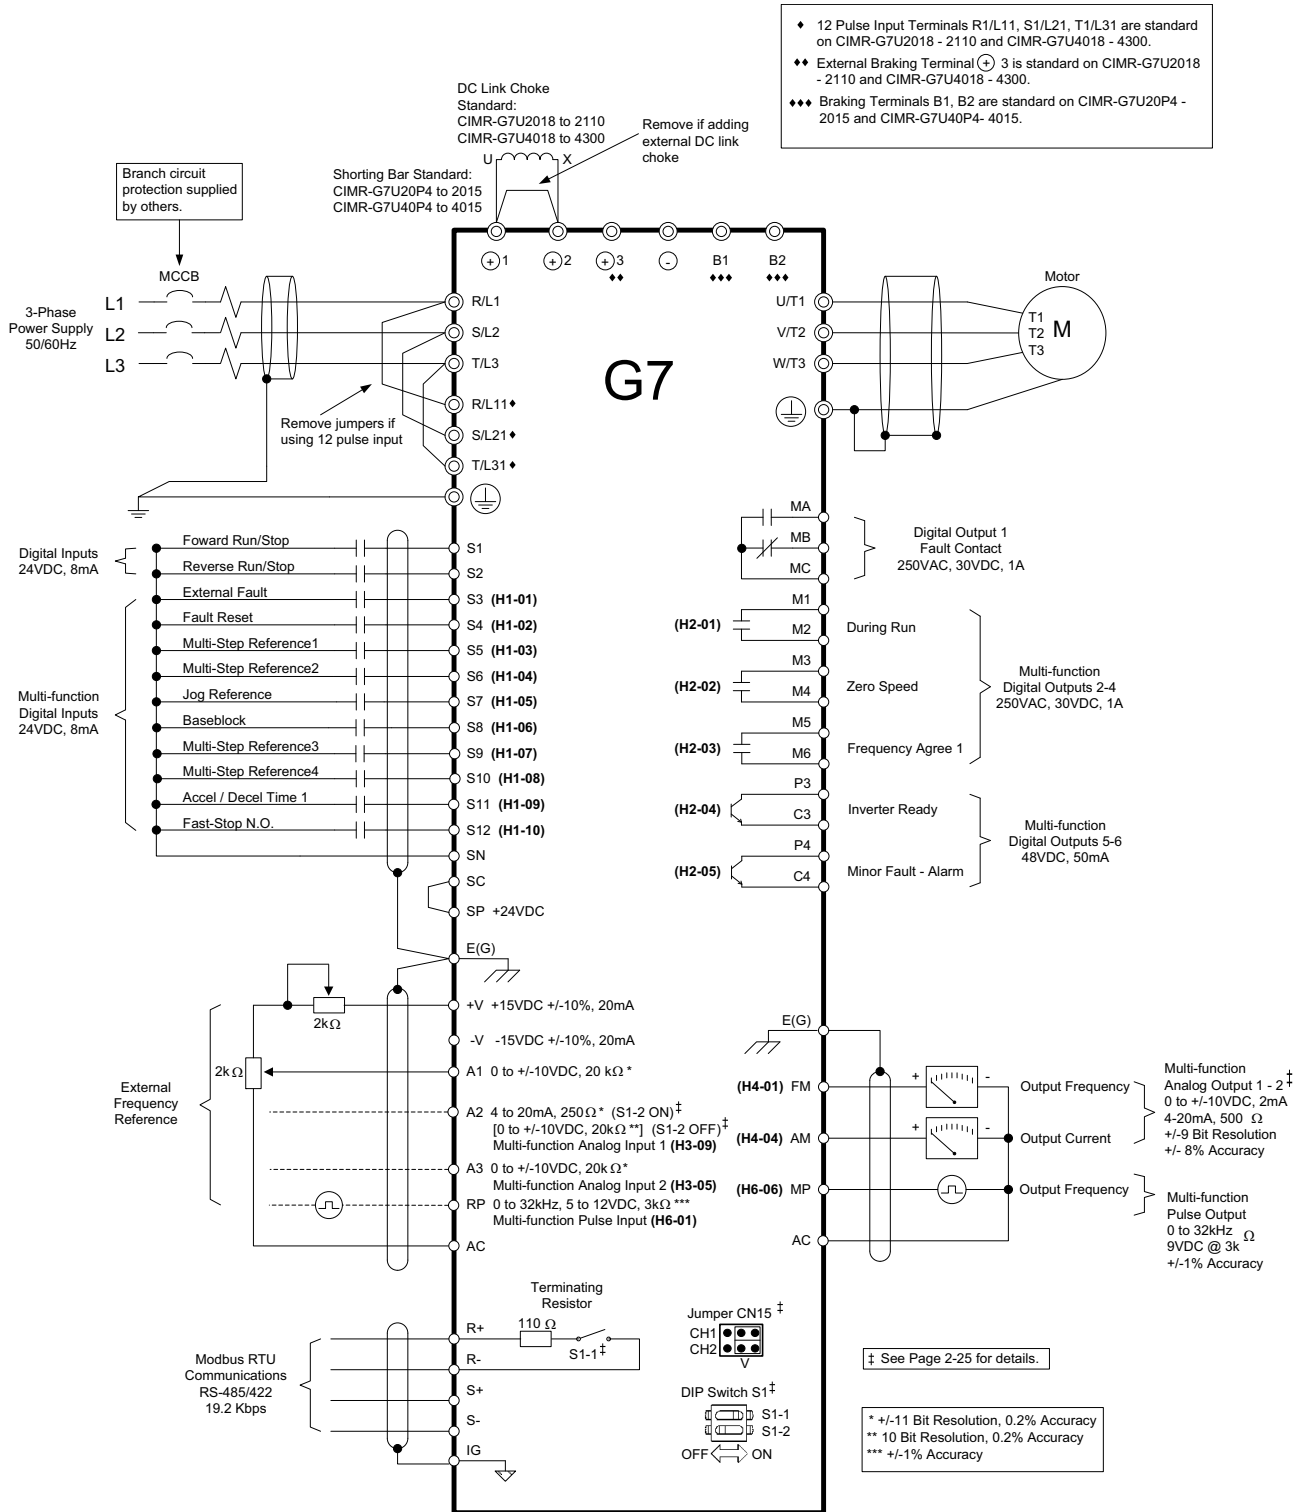 ♦ 12 Pulse Input Terminals R1/L11, S1/L21, T1/L31 are standard
on CIMR-G7U2018 - 2110 and CIMR-G7U4018 - 4300.
♦♦ External Braking Terminal ⊕ 3 is standard on CIMR-G7U2018
- 2110 and CIMR-G7U4018 - 4300.
♦♦♦ Braking Terminals B1, B2 are standard on CIMR-G7U20P4 -
2015 and CIMR-G7U40P4- 4015.
DC Link Choke
Standard:
CIMR-G7U2018 to 2110
CIMR-G7U4018 to 4300
Remove if adding
external DC link
choke
U X
Shorting Bar Standard:
CIMR-G7U20P4 to 2015
CIMR-G7U40P4 to 4015
Branch circuit
protection supplied
by others.
MCCB
3-Phase
Power Supply
50/60Hz
L1
L2
L3
+ 1
+ 2
+ 3
♦♦
-
B1
♦♦♦
B2
♦♦♦
R/L1
S/L2
T/L3
R/L11♦
S/L21♦
T/L31♦
Remove jumpers if
using 12 pulse input
G7
U/T1
V/T2
W/T3
Motor
T1
T2
T3
M
Digital Inputs
24VDC, 8mA
Foward Run/Stop
S1
Reverse Run/Stop
S2
Multi-function
Digital Inputs
24VDC, 8mA
External Fault
S3 (H1-01)
Fault Reset
S4 (H1-02)
Multi-Step Reference1
S5 (H1-03)
Multi-Step Reference2
S6 (H1-04)
Jog Reference
S7 (H1-05)
Baseblock
S8 (H1-06)
Multi-Step Reference3
S9 (H1-07)
Multi-Step Reference4
S10 (H1-08)
Accel / Decel Time 1
S11 (H1-09)
Fast-Stop N.O.
S12 (H1-10)
SN
SC
SP +24VDC
E(G)
MA
MB
MC
Digital Output 1
Fault Contact
250VAC, 30VDC, 1A
(H2-01)
M1
M2
During Run
(H2-02)
M3
M4
Zero Speed
(H2-03)
M5
M6
Frequency Agree 1
Multi-function
Digital Outputs 2-4
250VAC, 30VDC, 1A
(H2-04)
P3
C3
Inverter Ready
(H2-05)
P4
C4
Minor Fault - Alarm
Multi-function
Digital Outputs 5-6
48VDC, 50mA
External
Frequency
Reference
2kΩ
2kΩ
+V +15VDC +/-10%, 20mA
-V -15VDC +/-10%, 20mA
A1 0 to +/-10VDC, 20 kΩ *
A2 4 to 20mA, 250Ω * (S1-2 ON)‡
[0 to +/-10VDC, 20kΩ **] (S1-2 OFF)‡
Multi-function Analog Input 1 (H3-09)
A3 0 to +/-10VDC, 20kΩ*
Multi-function Analog Input 2 (H3-05)
RP 0 to 32kHz, 5 to 12VDC, 3kΩ ***
Multi-function Pulse Input (H6-01)
AC
E(G)
(H4-01) FM
+ -
Output Frequency
(H4-04) AM
+ -
Output Current
(H6-06) MP
Output Frequency
AC
Multi-function
Analog Output 1 - 2 ‡
0 to +/-10VDC, 2mA
4-20mA, 500 Ω
+/-9 Bit Resolution
+/- 8% Accuracy
Multi-function
Pulse Output
0 to 32kHz
9VDC @ 3k Ω
+/-1% Accuracy
Modbus RTU
Communications
RS-485/422
19.2 Kbps
R+
R-
S+
S-
IG
Terminating
Resistor
110 Ω
S1-1‡
Jumper CN15 ‡
CH1
CH2
V
DIP Switch S1‡
S1-1
S1-2
OFF ON
‡ See Page 2-25 for details.
* +/-11 Bit Resolution, 0.2% Accuracy
** 10 Bit Resolution, 0.2% Accuracy
*** +/-1% Accuracy